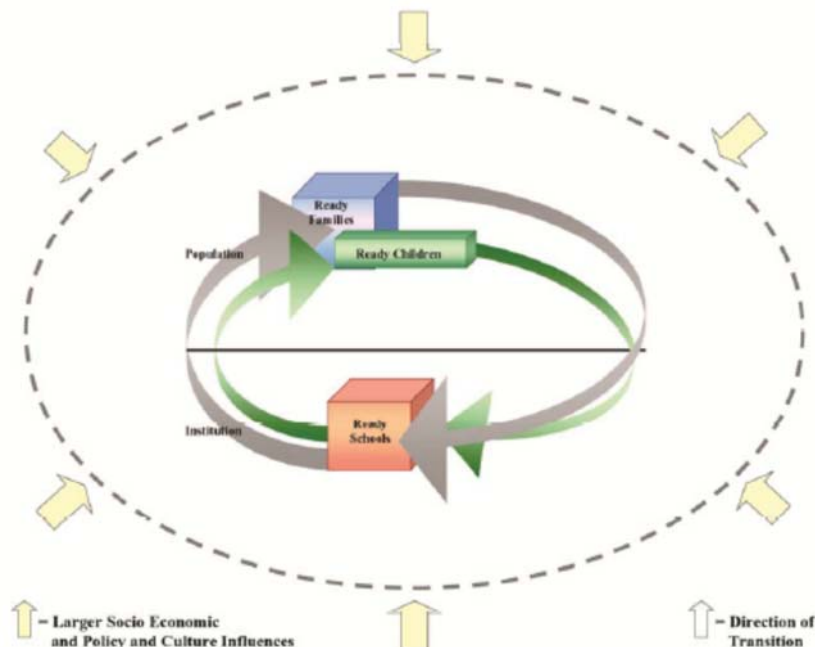 Ready
Families
Population
Ready Children
Institution
Ready
Schools
= Larger Socio Economic
and Policy and Culture Influences
= Direction of
Transition